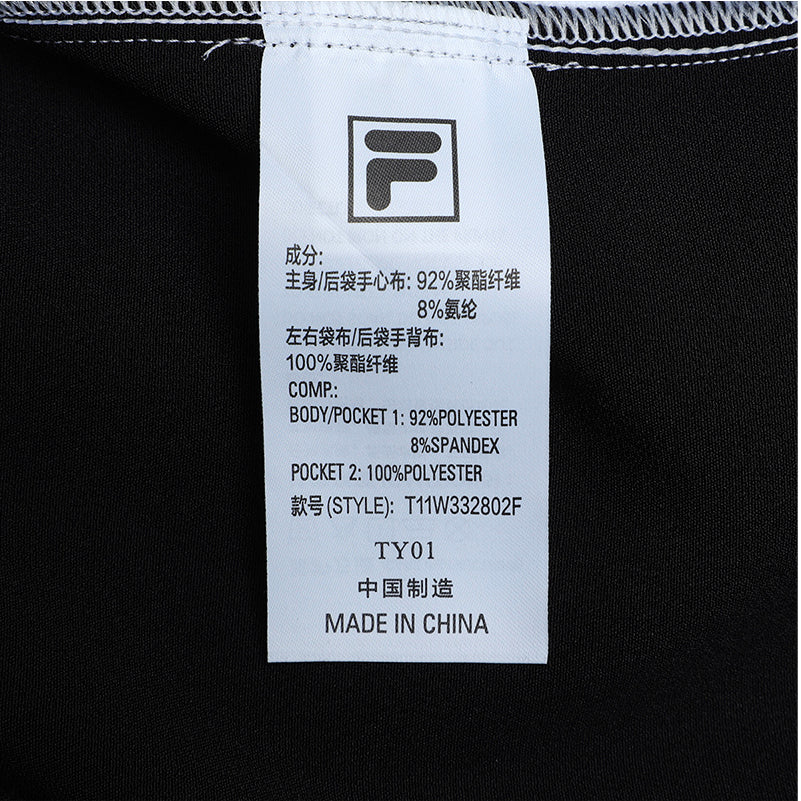 F
成分:
主身/后袋手心布: 92%聚酯纤维
8%氨纶
左右袋布/后袋手背布:
100%聚酯纤维
COMP.:
BODY/POCKET 1: 92%POLYESTER
8%SPANDEX
POCKET 2: 100%POLYESTER
款号(STYLE): T11W332802F
TY01
中国制造
MADE IN CHINA